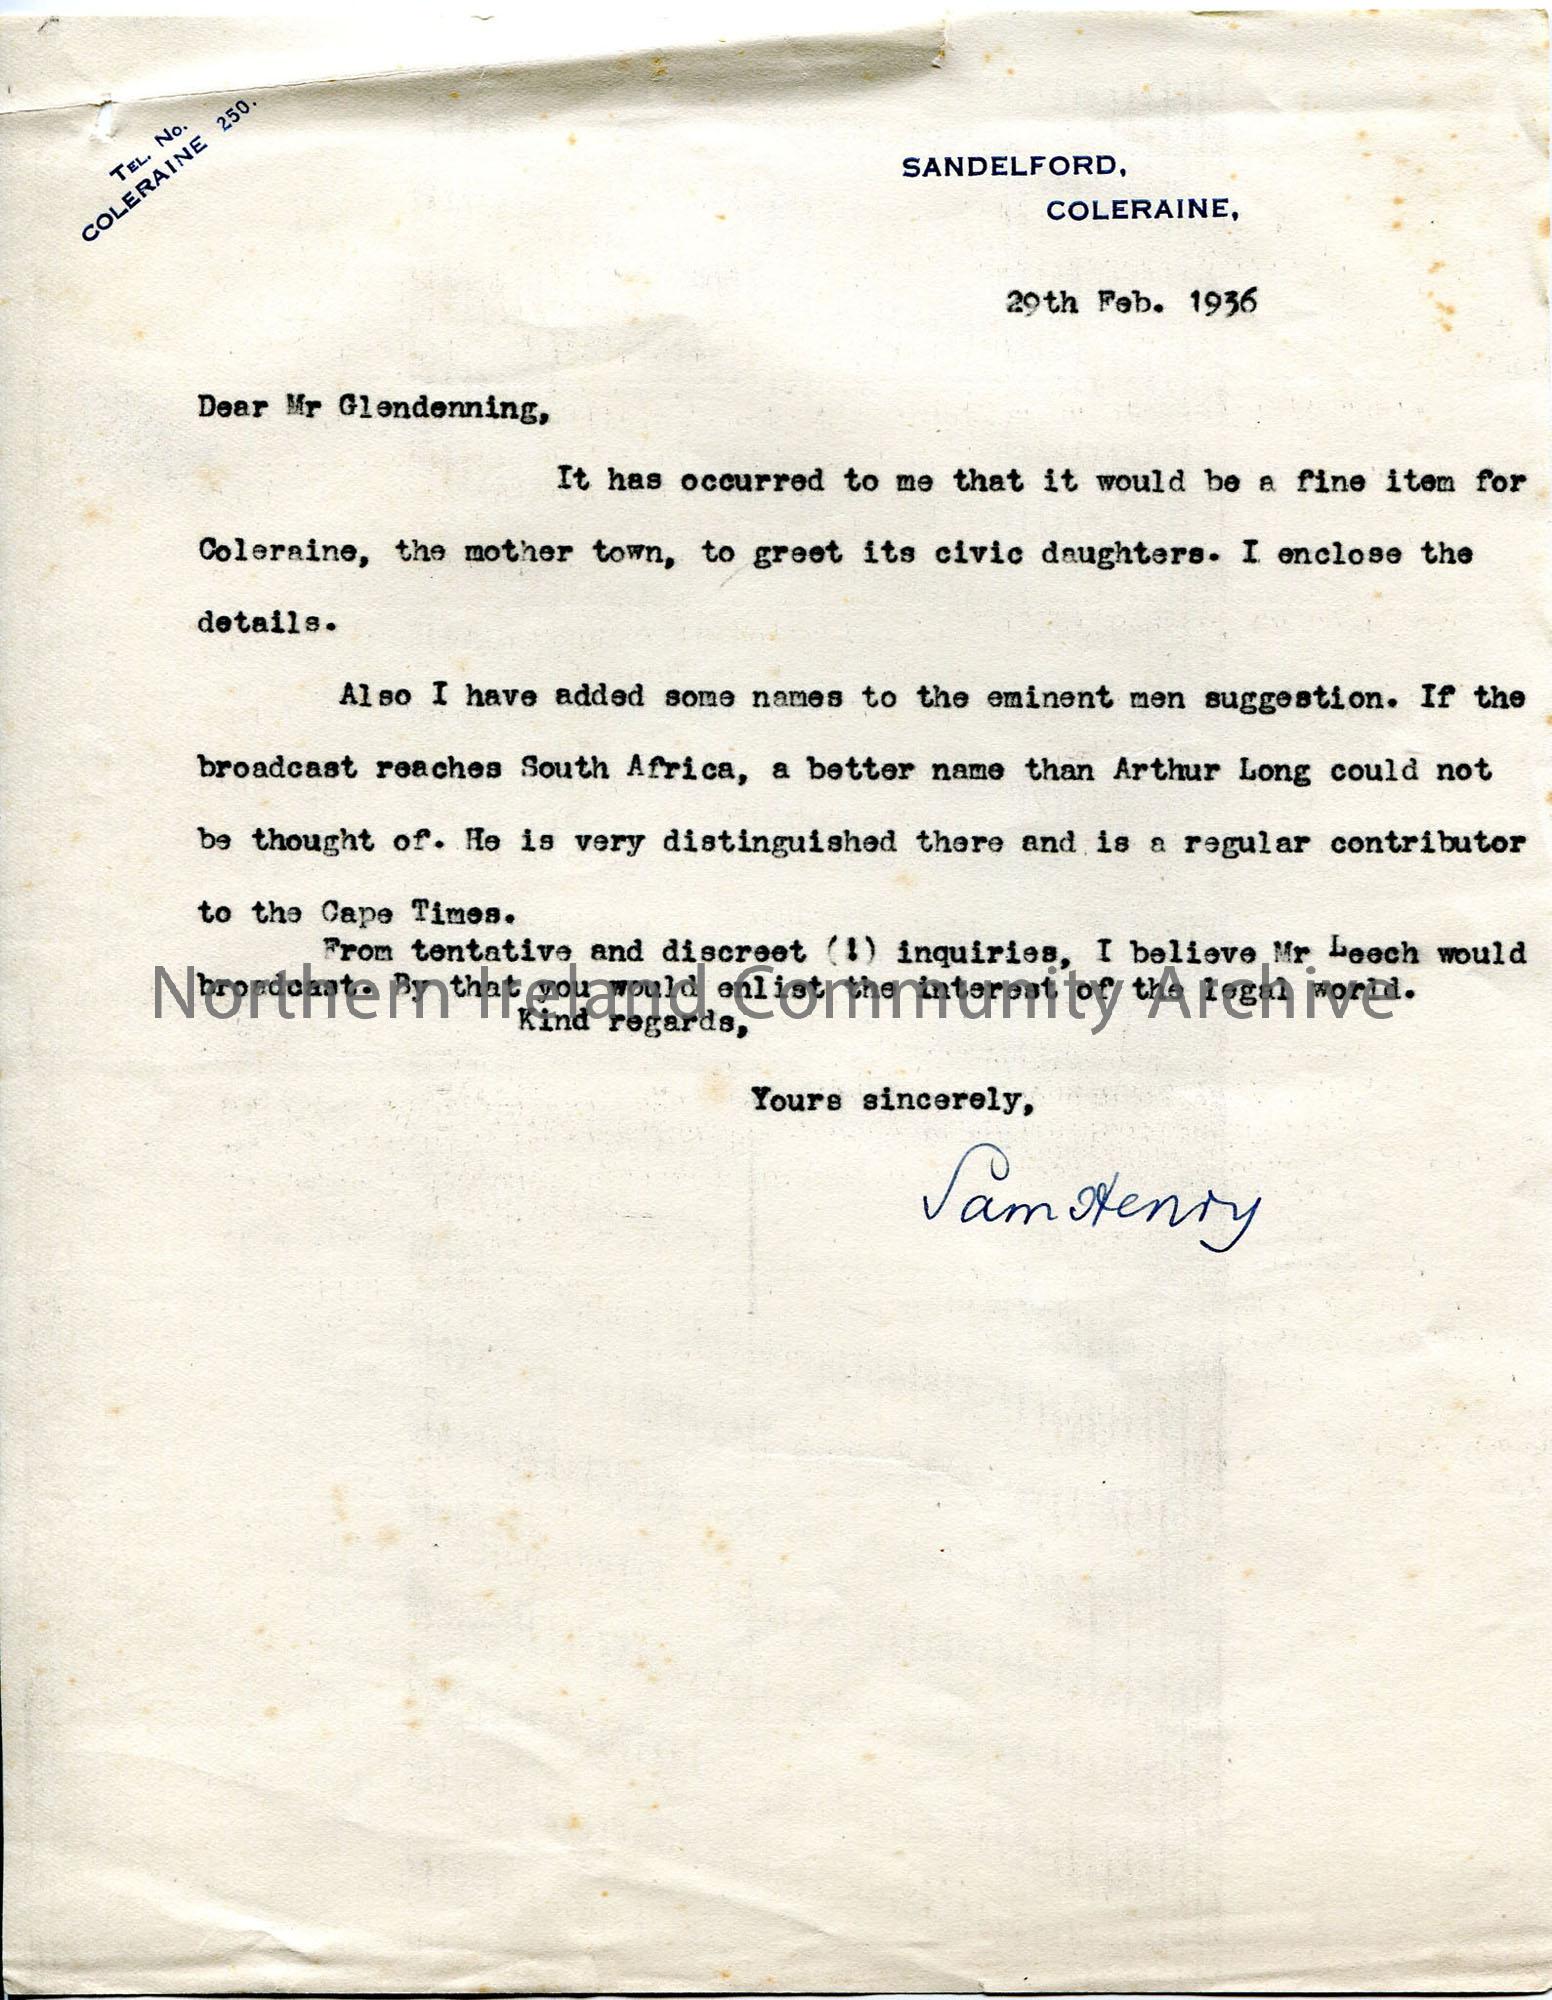 TEL. NO.
COLERAINE 250.
SANDELFORD,
COLERAINE,
29th Feb. 1936
Dear Mr Glendenning,
It has occurred to me that it would be a fine item for
Coleraine, the mother town, to greet its civic daughters. I enclose the
details.
Also I have added some names to the eminent men suggestion. If the
broadcast reaches South Africa, a better name than Arthur Long could not
be thought of. He is very distinguished there and is a regular contributor
to the Cape Times.
From tentative and discreet (!) inquiries, I believe Mr Leech would
broadcast. By that you would enlist the interest of the legal world.
Northern Ireland Community Archive
Kind regards,
Yours sincerely,
Sam Henry